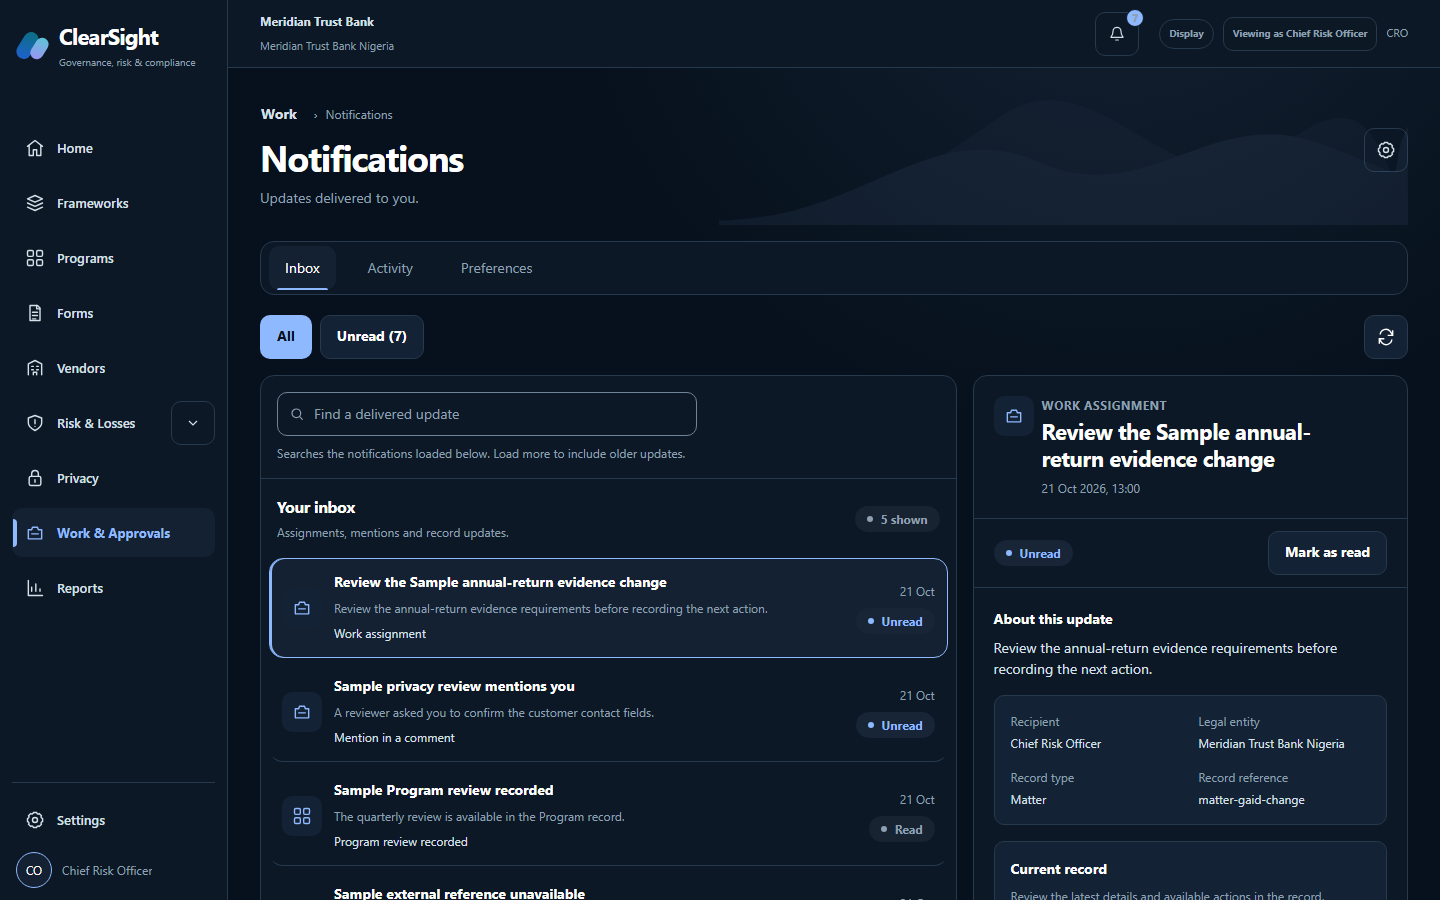 ClearSight
Governance, risk & compliance
Home
Frameworks
Programs
Forms
Vendors
Risk & Losses
Privacy
Work & Approvals
Reports
Settings
CO
Chief Risk Officer
Meridian Trust Bank
Meridian Trust Bank Nigeria
7
Display
Viewing as Chief Risk Officer
CRO
Work › Notifications
Notifications
Updates delivered to you.
Inbox
Activity
Preferences
All
Unread (7)
Find a delivered update
Searches the notifications loaded below. Load more to include older updates.
Your inbox
Assignments, mentions and record updates.
5 shown
Review the Sample annual-return evidence change
Review the annual-return evidence requirements before recording the next action.
Work assignment
21 Oct
Unread
Sample privacy review mentions you
A reviewer asked you to confirm the customer contact fields.
Mention in a comment
21 Oct
Unread
Sample Program review recorded
The quarterly review is available in the Program record.
Program review recorded
21 Oct
Read
Sample external reference unavailable
WORK ASSIGNMENT
Review the Sample annual-
return evidence change
21 Oct 2026, 13:00
Unread
Mark as read
About this update
Review the annual-return evidence requirements before
recording the next action.
Recipient
Chief Risk Officer
Legal entity
Meridian Trust Bank Nigeria
Record type
Matter
Record reference
matter-gaid-change
Current record
Review the latest details and available actions in the record.